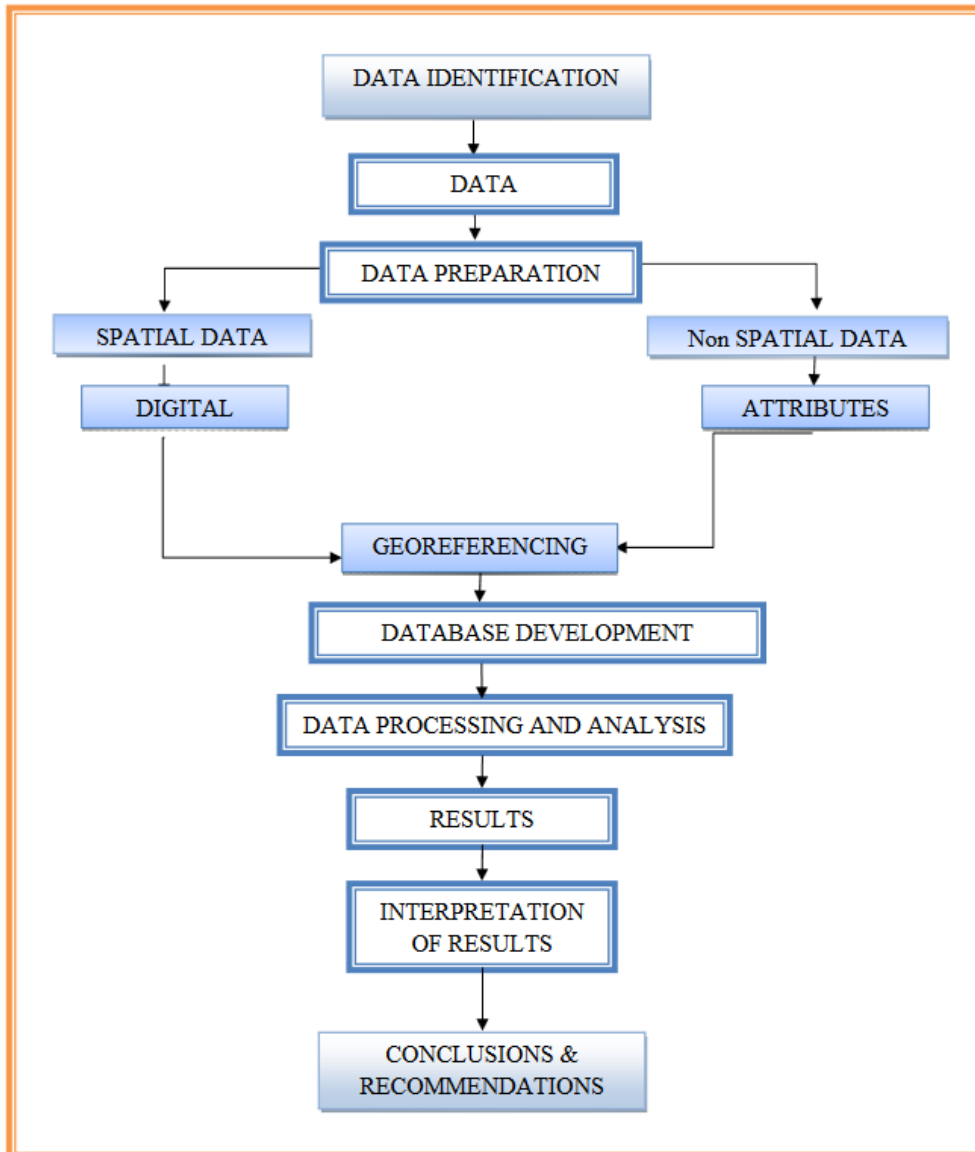 DATA IDENTIFICATION
DATA
DATA PREPARATION
SPATIAL DATA
Non SPATIAL DATA
DIGITAL
ATTRIBUTES
GEOREFERENCING
DATABASE DEVELOPMENT
DATA PROCESSING AND ANALYSIS
RESULTS
INTERPRETATION
OF RESULTS
CONCLUSIONS &
RECOMMENDATIONS